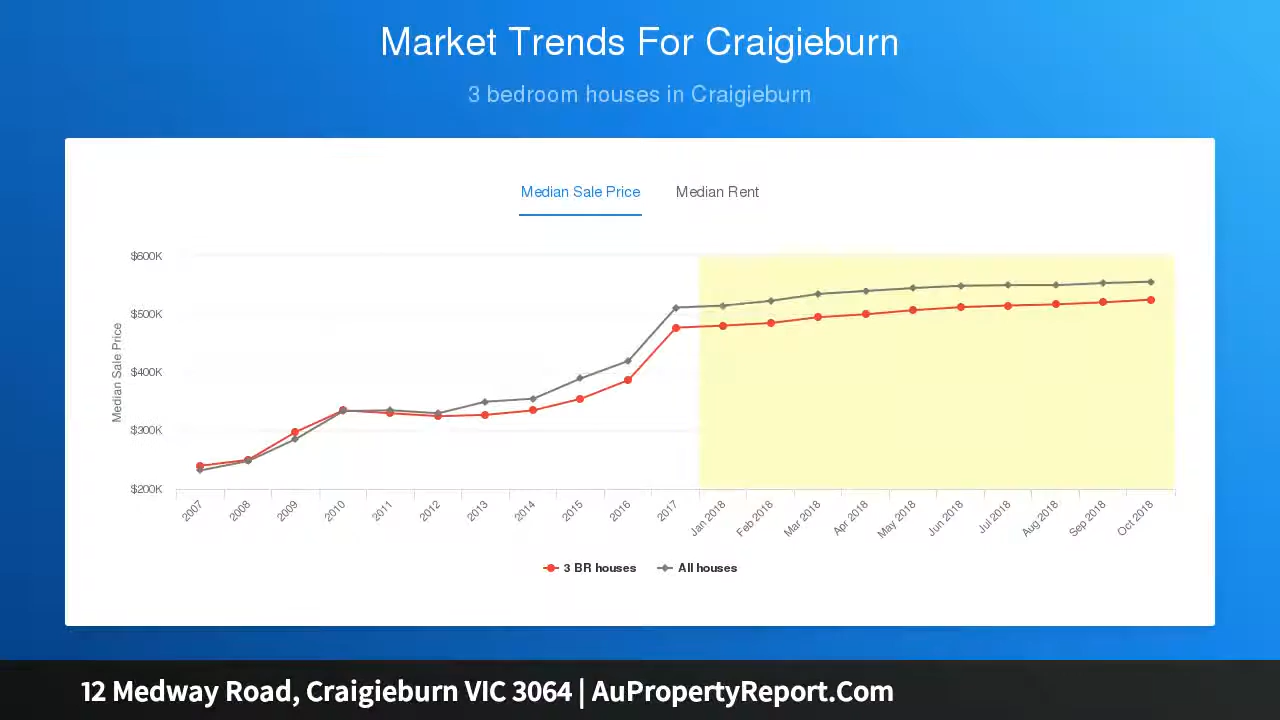 Market Trends For Craigieburn
3 bedroom houses in Craigieburn
Median Sale Price Median Rent
$600K
$500K
$400K
$300K
$200K
Median Sale Price
2007 2008 2009 2010 2011 2012 2013 2014 2015 2016 2017 Jan 2018 Feb 2018 Mar 2018 Apr 2018 May 2018 Jun 2018 Jul 2018 Aug 2018 Sep 2018 Oct 2018
3 BR houses All houses
12 Medway Road, Craigieburn VIC 3064 | AuPropertyReport.Com